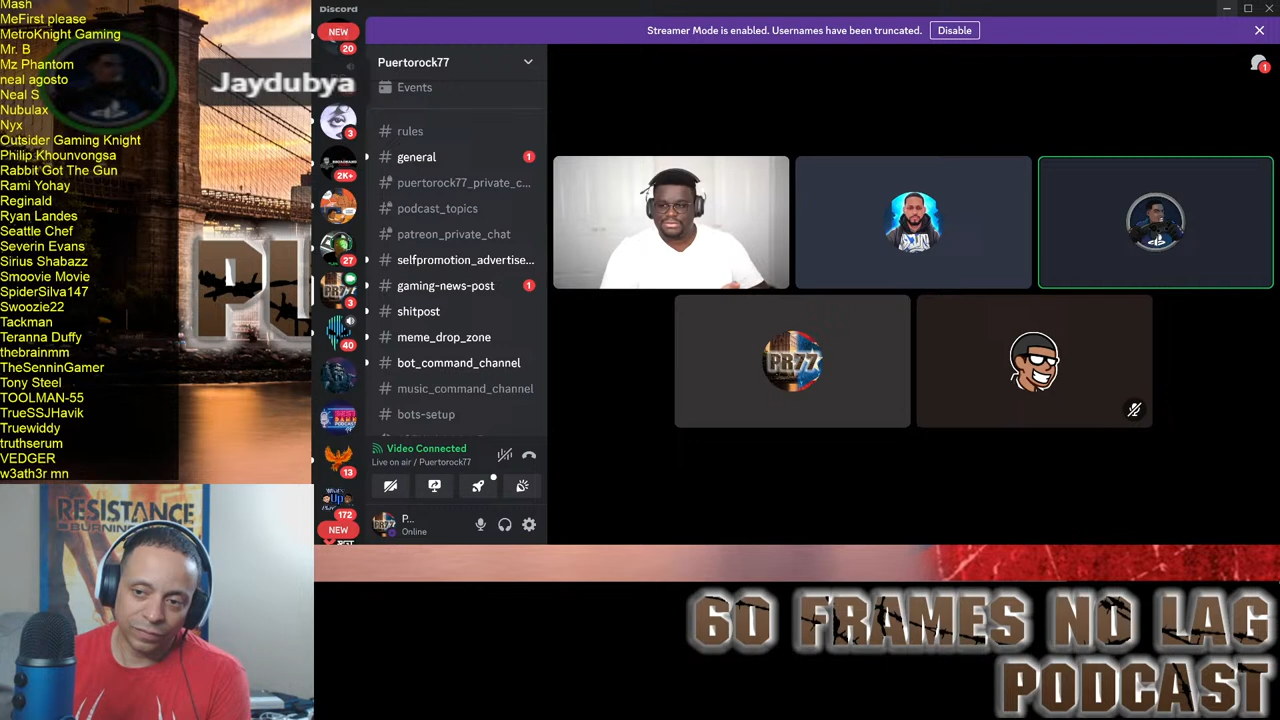 Mash
MeFirst please
MetroKnight Gaming
Mr. B
Mz Phantom
neal agosto
Neal S
Nubulax
Nyx
Outsider Gaming Knight
Philip Khounvongsa
Rabbit Got The Gun
Rami Yohay
Reginald
Ryan Landes
Seattle Chef
Severin Evans
Sirius Shabazz
Smoovie Movie
SpiderSilva147
Swoozie22
Tackman
Teranna Duffy
thebrainmm
TheSenninGamer
Tony Steel
TOOLMAN-55
TrueSSJHavik
Truewiddy
truthserum
VEDGER
w3ath3r mn
Jaydubya
Discord
NEW
20
3
2K+
27
3
40
13
172
NEW
Streamer Mode is enabled. Usernames have been truncated.
Disable
Puertorock77
Events
# rules
# general 1
# puertorock77_private_c...
# podcast_topics
# patreon_private_chat
# selfpromotion_advertise...
# gaming-news-post 1
# shitpost
# meme_drop_zone
# bot_command_channel
# music_command_channel
# bots-setup
Video Connected
Live on air / Puertorock77
P...
Online
1
PR77
RESISTANCE
60 FRAMES NO LAG
PODCAST